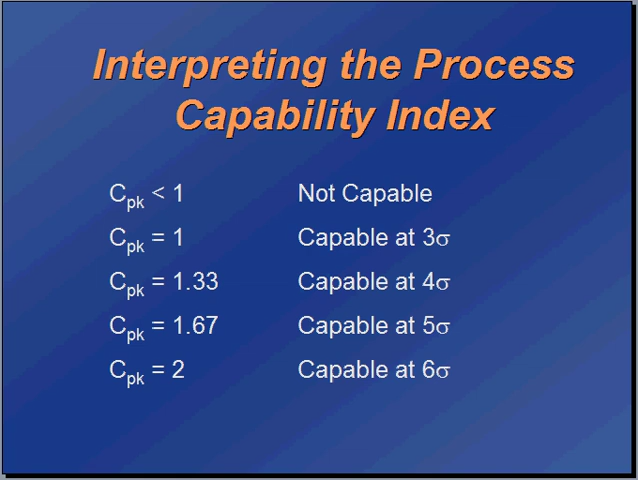 Interpreting the Process
Capability Index
Cpk < 1 Not Capable
Cpk = 1 Capable at 3σ
Cpk = 1.33 Capable at 4σ
Cpk = 1.67 Capable at 5σ
Cpk = 2 Capable at 6σ